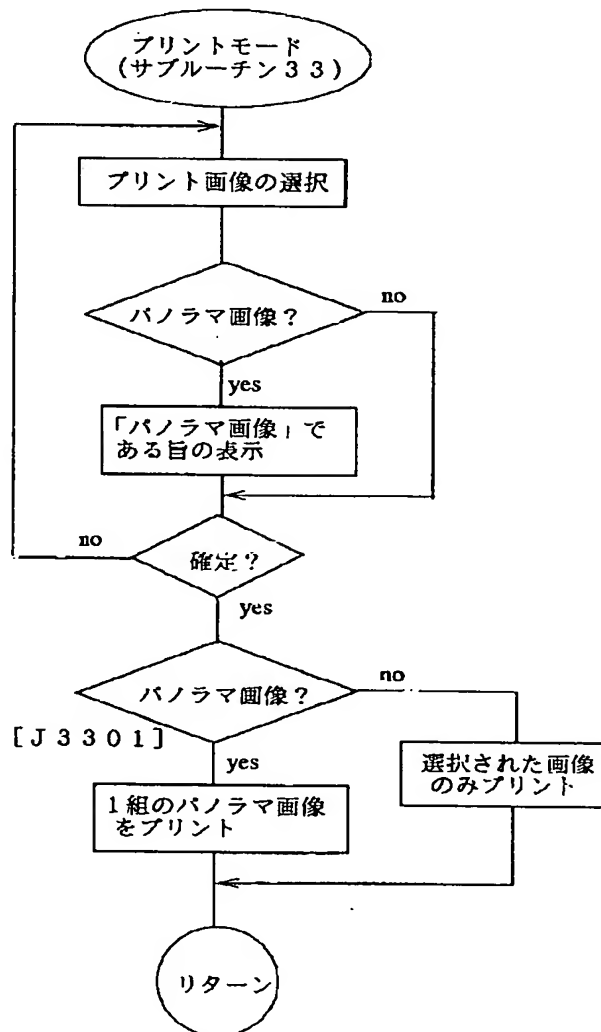 プリントモード
(サブルーチン33)
プリント画像の選択
パノラマ画像?
no
yes
「パノラマ画像」で
ある旨の表示
no
確定?
yes
パノラマ画像?
no
[J3301]
yes
1組のパノラマ画像
をプリント
選択された画像
のみプリント
リターン